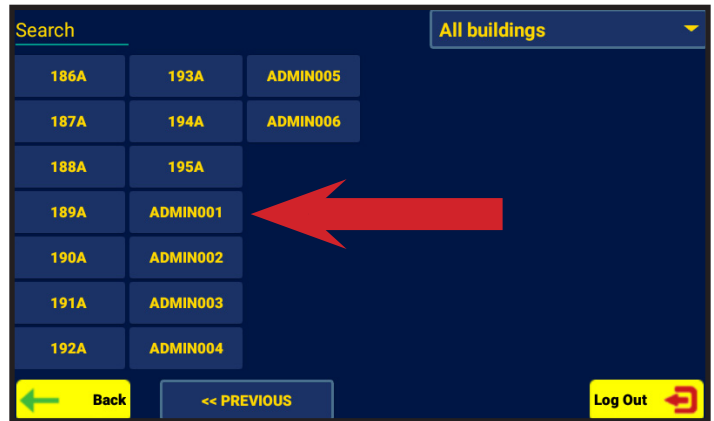 Search
All buildings
186A 193A ADMIN005
187A 194A ADMIN006
188A 195A
189A ADMIN001
190A ADMIN002
191A ADMIN003
192A ADMIN004
Back << PREVIOUS Log Out